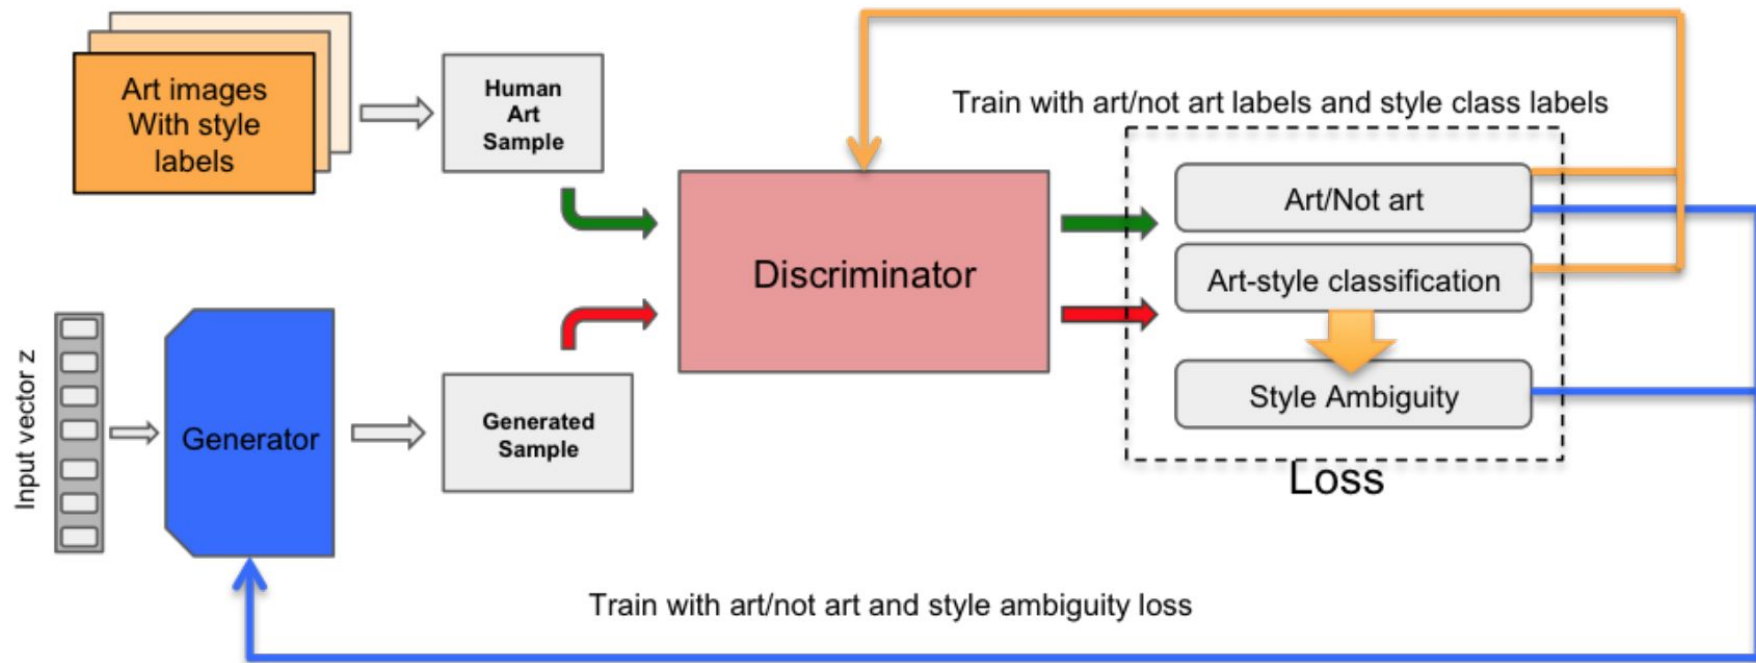 Art images
With style
labels
Human
Art
Sample
Train with art/not art labels and style class labels
Art/Not art
Discriminator
Art-style classification
Input vector z
Generator
Generated
Sample
Style Ambiguity
Loss
Train with art/not art and style ambiguity loss